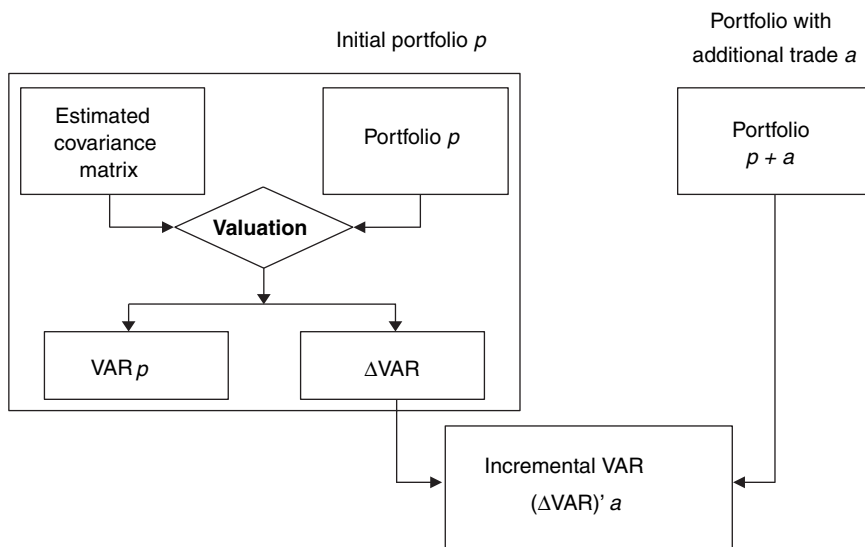 Initial portfolio p
Portfolio with
additional trade a
Estimated
covariance
matrix
Portfolio p
Portfolio
p + a
Valuation
VAR p
ΔVAR
Incremental VAR
(ΔVAR)' a